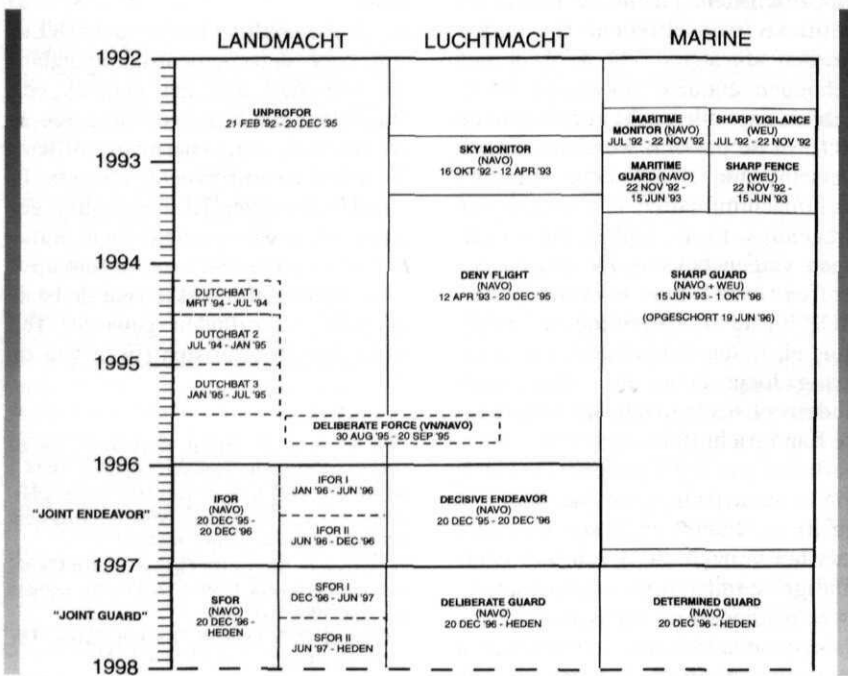 LANDMACHT
LUCHTMACHT
MARINE
1992
UNPROFOR
21 FEB '92 - 20 DEC '95
MARITIME
MONITOR (NAVO)
JUL '92 - 22 NOV '92
SHARP VIGILANCE
(WEU)
JUL '92 - 22 NOV '92
SKY MONITOR
(NAVO)
16 OKT '92 - 12 APR '93
1993
MARITIME
GUARD (NAVO)
22 NOV '92 -
15 JUN '93
SHARP FENCE
(WEU)
22 NOV '92 -
15 JUN '93
1994
DENY FLIGHT
(NAVO)
12 APR '93 - 20 DEC '95
SHARP GUARD
(NAVO + WEU)
15 JUN '93 - 1 OKT '96
(OPGESCHORT 19 JUN '96)
DUTCHBAT 1
MRT '94 - JUL '94
DUTCHBAT 2
JUL '94 - JAN '95
1995
DUTCHBAT 3
JAN '95 - JUL '95
DELIBERATE FORCE (VN/NAVO)
30 AUG '95 - 20 SEP '95
1996
"JOINT ENDEAVOR"
IFOR
(NAVO)
20 DEC '95 -
20 DEC '96
IFOR I
JAN '96 - JUN '96
IFOR II
JUN '96 - DEC '96
DECISIVE ENDEAVOR
(NAVO)
20 DEC '95 - 20 DEC '96
1997
"JOINT GUARD"
SFOR
(NAVO)
20 DEC '96 -
HEDEN
SFOR I
DEC '96 - JUN '97
SFOR II
JUN '97 - HEDEN
DELIBERATE GUARD
(NAVO)
20 DEC '96 - HEDEN
DETERMINED GUARD
(NAVO)
20 DEC '96 - HEDEN
1998